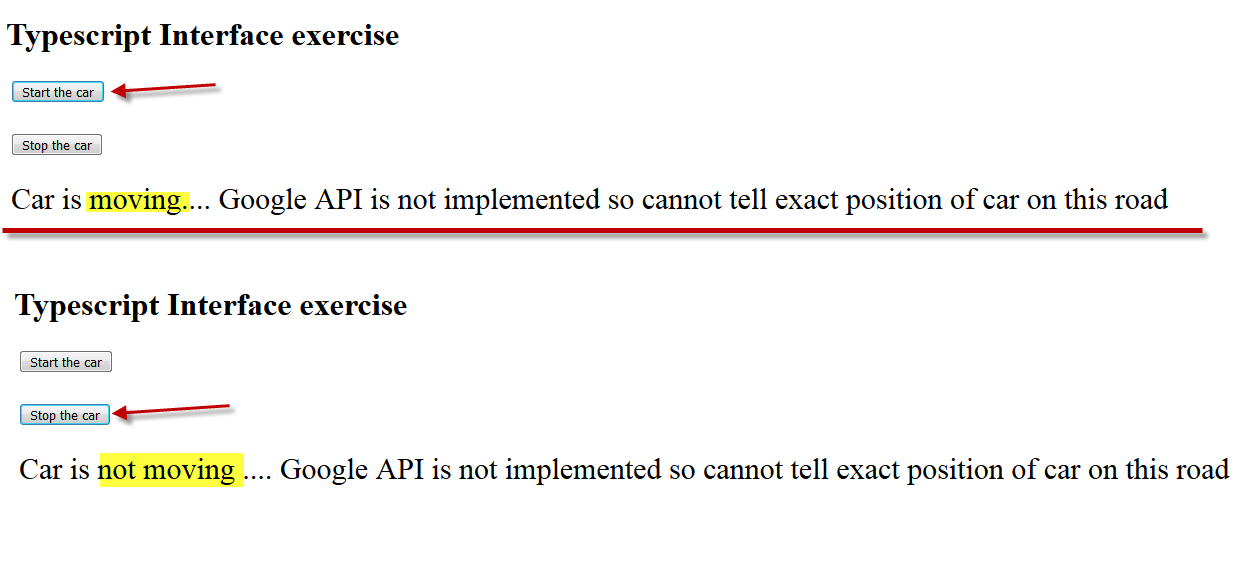 Typescript Interface exercise
Start the car
Stop the car
Car is moving.... Google API is not implemented so cannot tell exact position of car on this road
Typescript Interface exercise
Start the car
Stop the car
Car is not moving .... Google API is not implemented so cannot tell exact position of car on this road